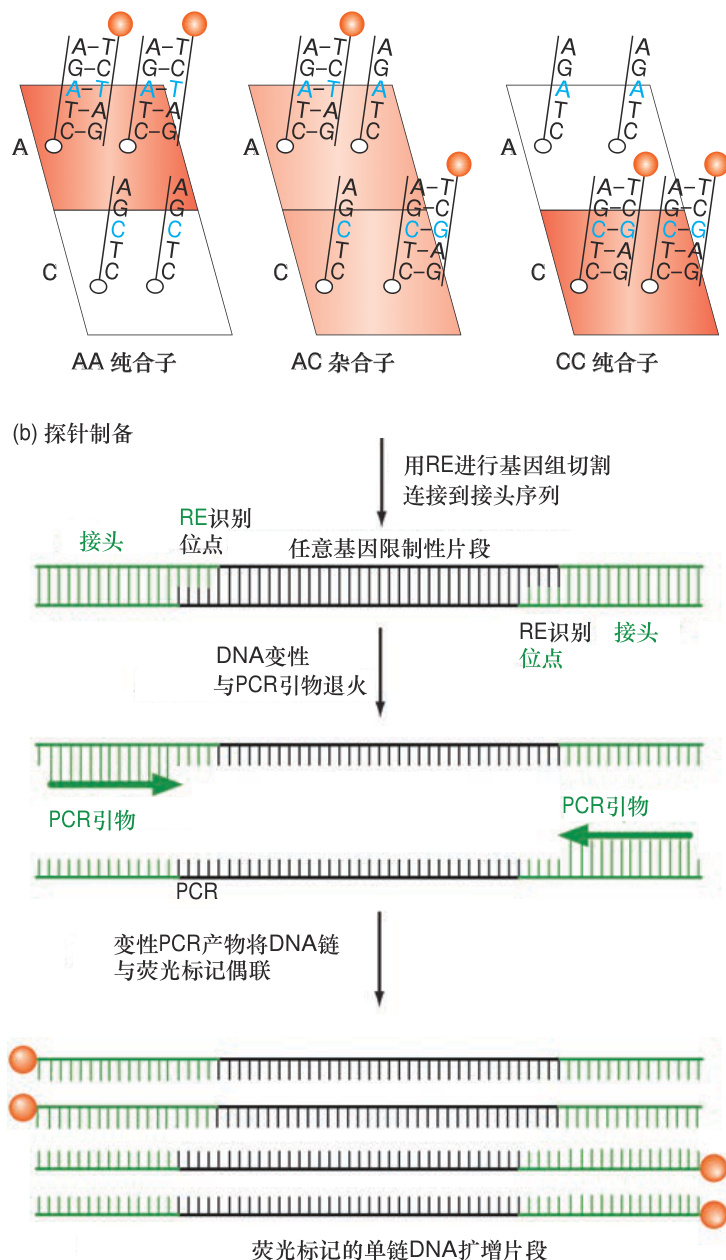 A–T A–T
G–C G–C
A–T A–T
T–A T–A
C–G C–G
A
A A
G G
C C
T T
C C
C
AA 纯合子
A–T A
G–C G
A–T A
T–A T
C–G C
A
A A–T
G G–C
C C–G
T T–A
C C–G
C
AC 杂合子
A A
G G
A A
T T
C C
A
A–T A–T
G–C G–C
C–G C–G
T–A T–A
C–G C–G
C
CC 纯合子
(b) 探针制备
用RE进行基因组切割
连接到接头序列
接头
RE识别
位点
任意基因限制性片段
RE识别
位点
接头
DNA变性
与PCR引物退火
PCR引物
PCR引物
PCR
变性PCR产物将DNA链
与荧光标记偶联
荧光标记的单链DNA扩增片段